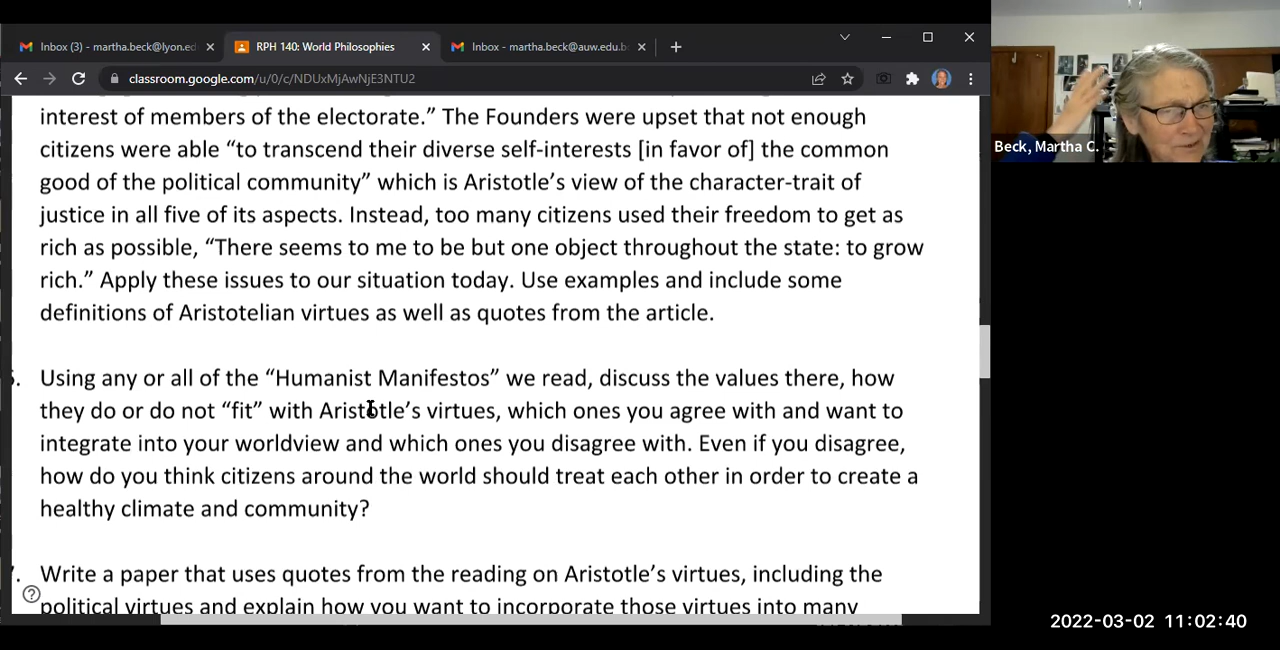 Inbox (3) - martha.beck@lyon.ed
RPH 140: World Philosophies
Inbox - martha.beck@auw.edu.b
classroom.google.com/u/0/c/NDUxMjAwNjE3NTU2
interest of members of the electorate.” The Founders were upset that not enough
citizens were able “to transcend their diverse self-interests [in favor of] the common
good of the political community” which is Aristotle’s view of the character-trait of
justice in all five of its aspects. Instead, too many citizens used their freedom to get as
rich as possible, “There seems to me to be but one object throughout the state: to grow
rich.” Apply these issues to our situation today. Use examples and include some
definitions of Aristotelian virtues as well as quotes from the article.
Using any or all of the “Humanist Manifestos” we read, discuss the values there, how
they do or do not “fit” with Aristotle’s virtues, which ones you agree with and want to
integrate into your worldview and which ones you disagree with. Even if you disagree,
how do you think citizens around the world should treat each other in order to create a
healthy climate and community?
Write a paper that uses quotes from the reading on Aristotle’s virtues, including the
political virtues and explain how you want to incorporate those virtues into many
Beck, Martha C.
2022-03-02 11:02:40